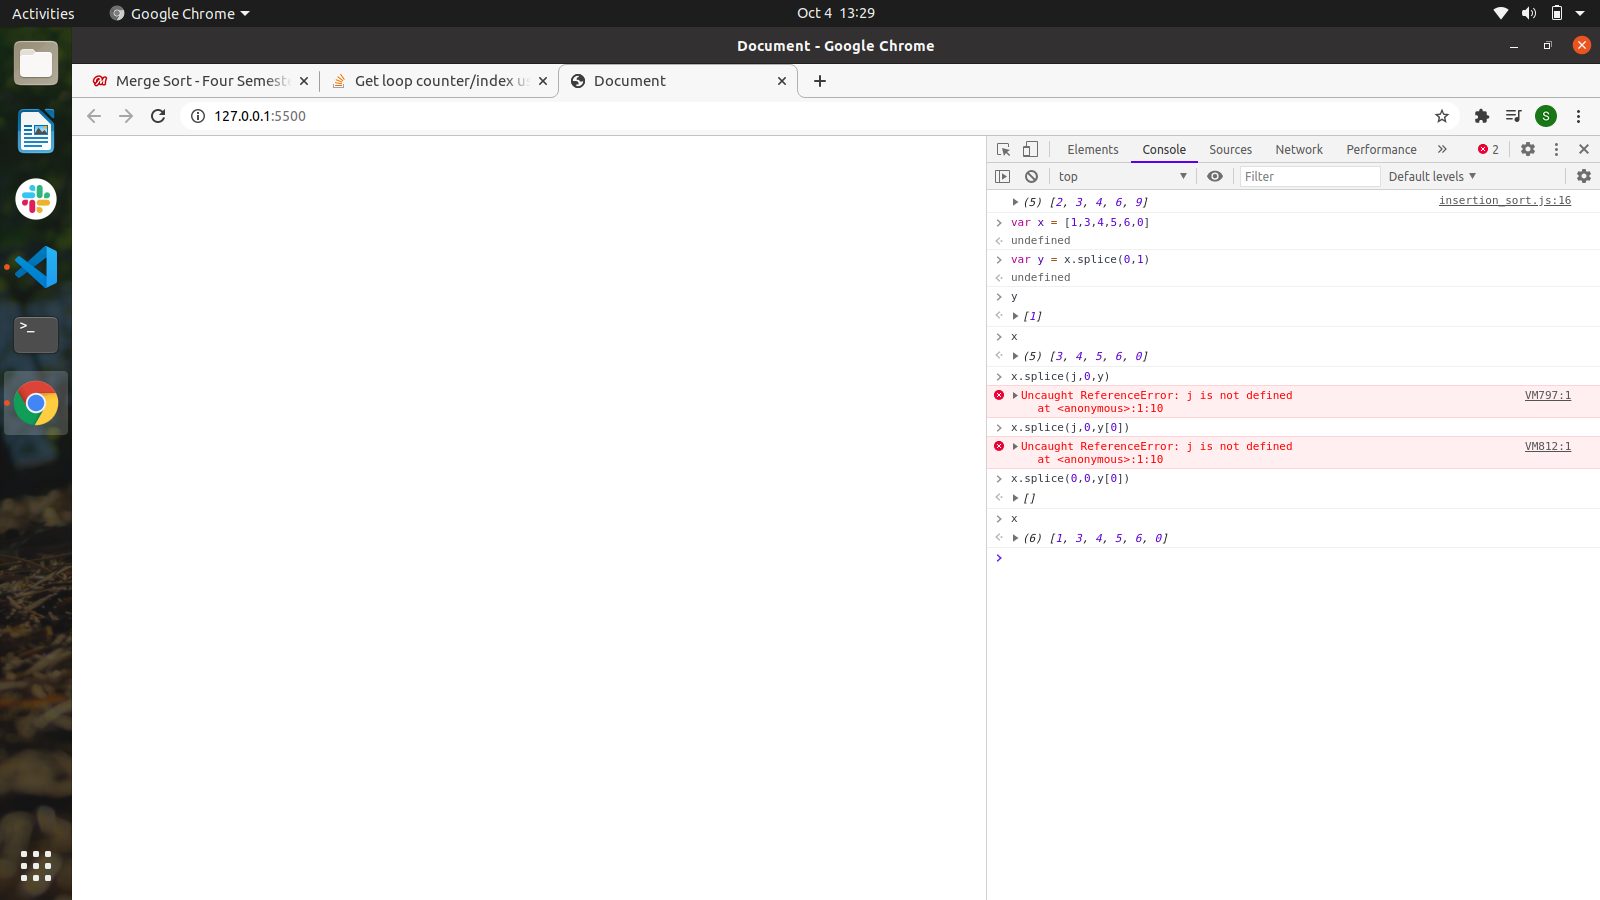 Activities
Google Chrome
Oct 4 13:29
Document - Google Chrome
Merge Sort - Four Semeste
Get loop counter/index us
Document
127.0.0.1:5500
S
Elements
Console
Sources
Network
Performance
2
top
Filter
Default levels
(5) [2, 3, 4, 6, 9]
insertion_sort.js:16
var x = [1,3,4,5,6,0]
undefined
var y = x.splice(0,1)
undefined
y
[1]
x
(5) [3, 4, 5, 6, 0]
x.splice(j,0,y)
Uncaught ReferenceError: j is not defined
VM797:1
at <anonymous>:1:10
x.splice(j,0,y[0])
Uncaught ReferenceError: j is not defined
VM812:1
at <anonymous>:1:10
x.splice(0,0,y[0])
[]
x
(6) [1, 3, 4, 5, 6, 0]